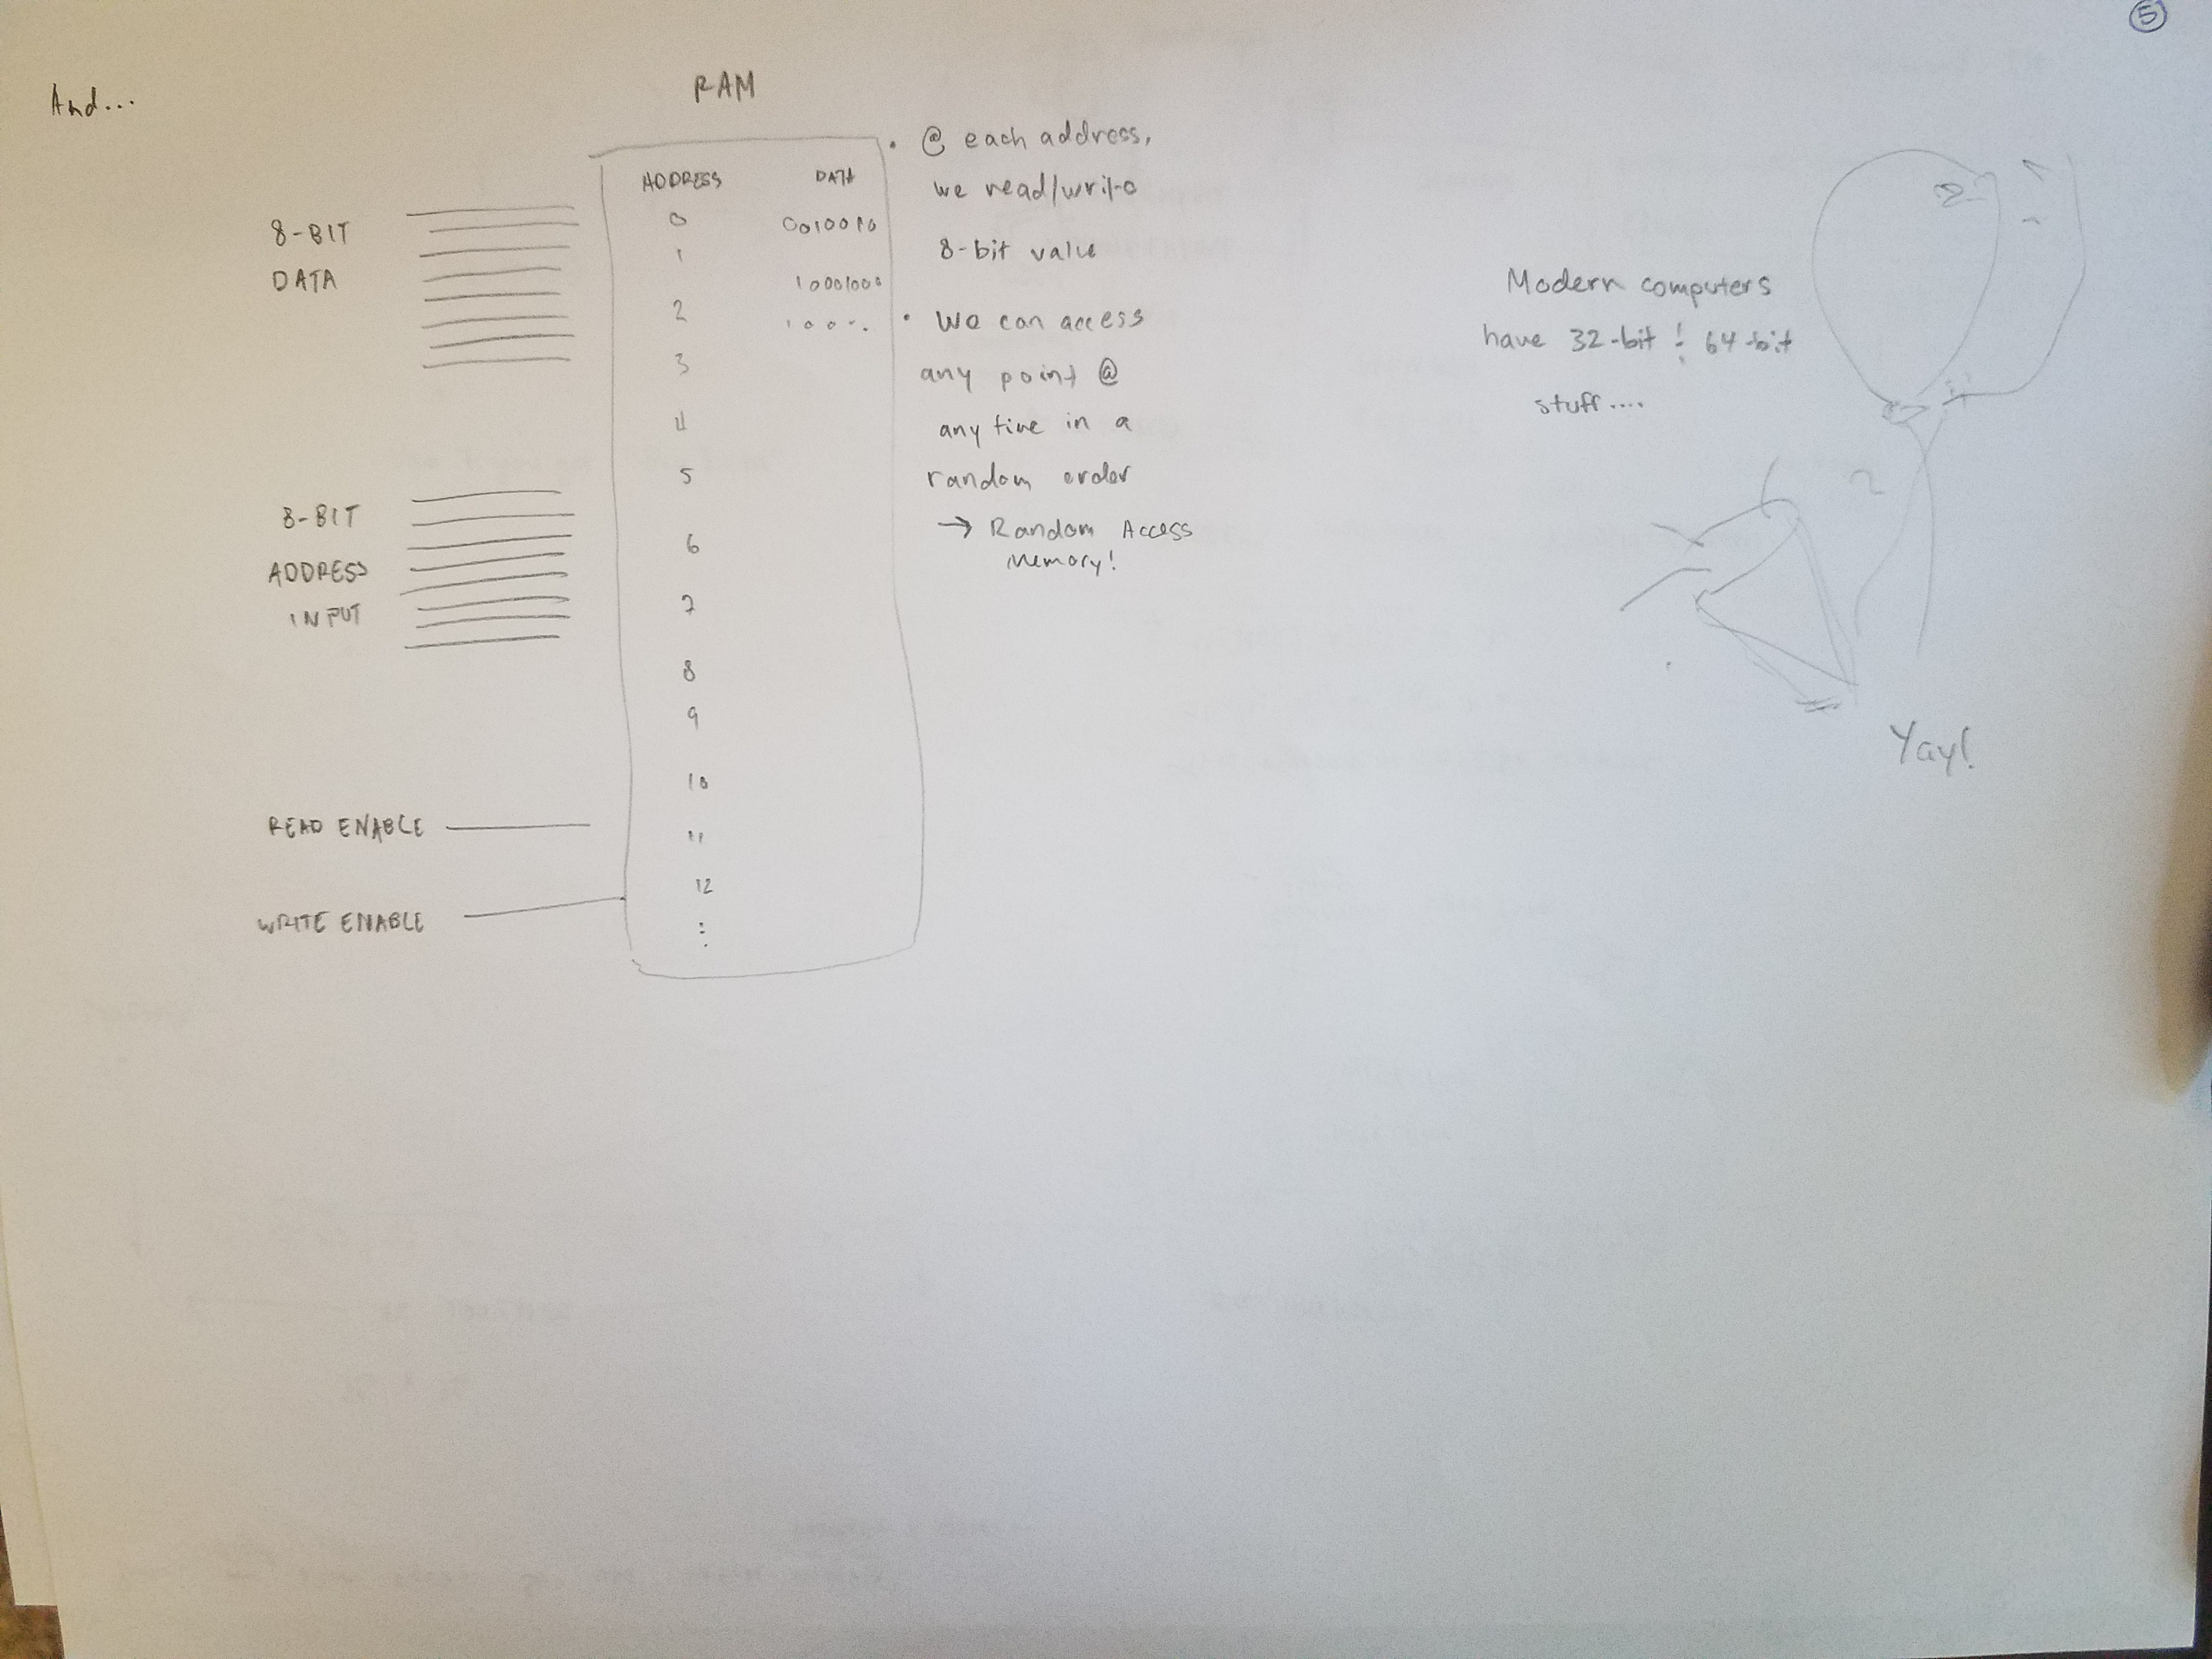 And...
RAM
8-BIT
DATA
8-BIT
ADDRESS
INPUT
READ ENABLE
WRITE ENABLE
ADDRESS DATA
0 00100010
1 10001000
2 100..
3
4
5
6
7
8
9
10
11
12
:
• @ each address,
we read/write
8-bit value
• We can access
any point @
any time in a
random order
→ Random Access
Memory!
Modern computers
have 32-bit & 64-bit
stuff....
Yay!
5